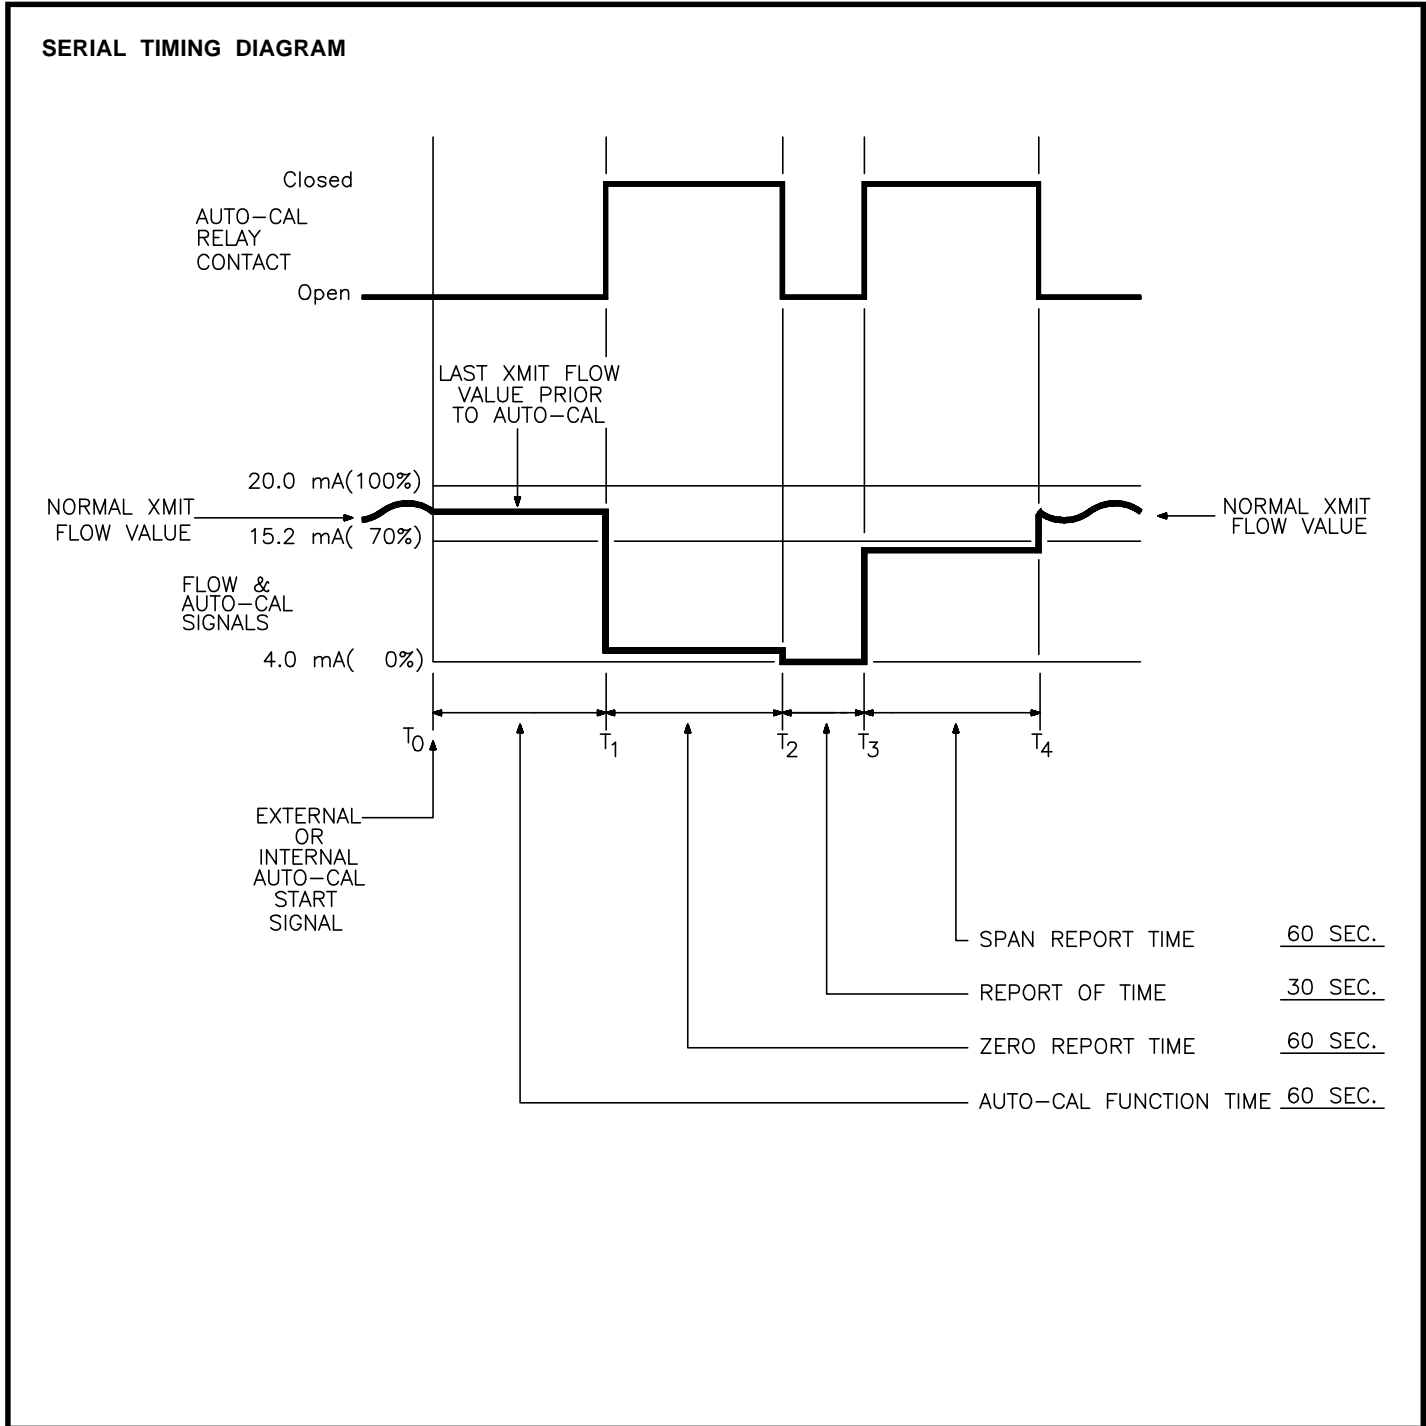 SERIAL TIMING DIAGRAM
Closed
AUTO-CAL
RELAY
CONTACT
Open
LAST XMIT FLOW
VALUE PRIOR
TO AUTO-CAL
20.0 mA(100%)
NORMAL XMIT
FLOW VALUE
15.2 mA( 70%)
NORMAL XMIT
FLOW VALUE
FLOW &
AUTO-CAL
SIGNALS
4.0 mA( 0%)
T0 T1 T2 T3 T4
EXTERNAL
OR
INTERNAL
AUTO-CAL
START
SIGNAL
SPAN REPORT TIME 60 SEC.
REPORT OF TIME 30 SEC.
ZERO REPORT TIME 60 SEC.
AUTO-CAL FUNCTION TIME 60 SEC.